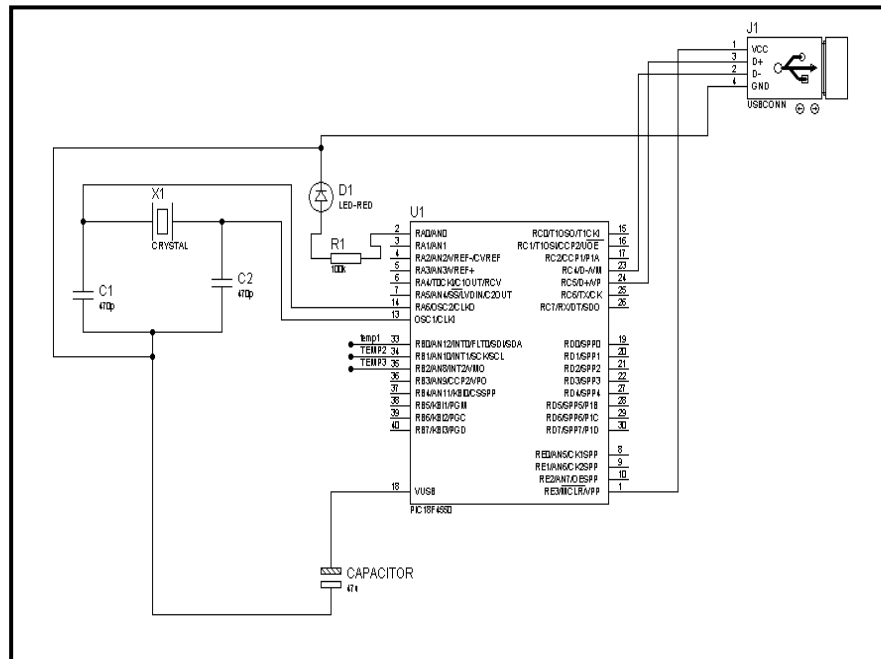 J1
1 VCC
3 D+
2 D-
4 GND
USBCONN
X1
CRYSTAL
D1
LED-RED
R1
100k
C1
470p
C2
470p
U1
2 RA0/AN0
3 RA1/AN1
4 RA2/AN2/VREF-/CVREF
5 RA3/AN3/VREF+
6 RA4/T0CKI/C1OUT/RCV
7 RA5/AN4/SS/LVDIN/C2OUT
14 RA6/OSC2/CLKO
13 OSC1/CLKI
temp1 33 RB0/AN12/INT0/FLT0/SDI/SDA
TEMP2 34 RB1/AN10/INT1/SCK/SCL
TEMP3 35 RB2/AN8/INT2/VMO
36 RB3/AN9/CCP2/VPO
37 RB4/AN11/KBI0/CSSPP
38 RB5/KBI1/PGM
39 RB6/KBI2/PGC
40 RB7/KBI3/PGD
18 VUSB
RC0/T1OSO/T1CKI 15
RC1/T1OSI/CCP2/UOE 16
RC2/CCP1/P1A 17
RC4/D-/VM 23
RC5/D+/VP 24
RC6/TX/CK 25
RC7/RX/DT/SDO 26
RD0/SPP0 19
RD1/SPP1 20
RD2/SPP2 21
RD3/SPP3 22
RD4/SPP4 27
RD5/SPP5/P1B 28
RD6/SPP6/P1C 29
RD7/SPP7/P1D 30
RE0/AN5/CK1SPP 8
RE1/AN6/CK2SPP 9
RE2/AN7/OESPP 10
RE3/MCLR/VPP 1
PIC18F4550
CAPACITOR